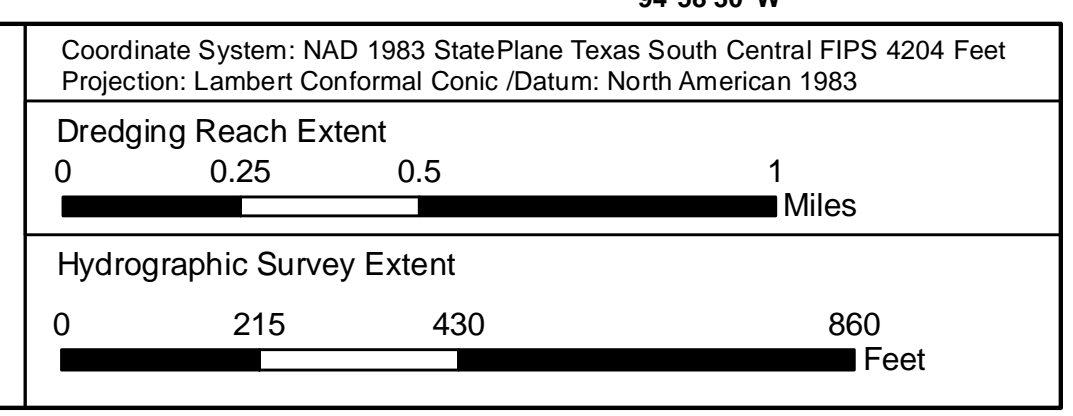 Coordinate System: NAD 1983 StatePlane Texas South Central FIPS 4204 Feet
Projection: Lambert Conformal Conic /Datum: North American 1983
Dredging Reach Extent
0 0.25 0.5 1
Miles
Hydrographic Survey Extent
0 215 430 860
Feet